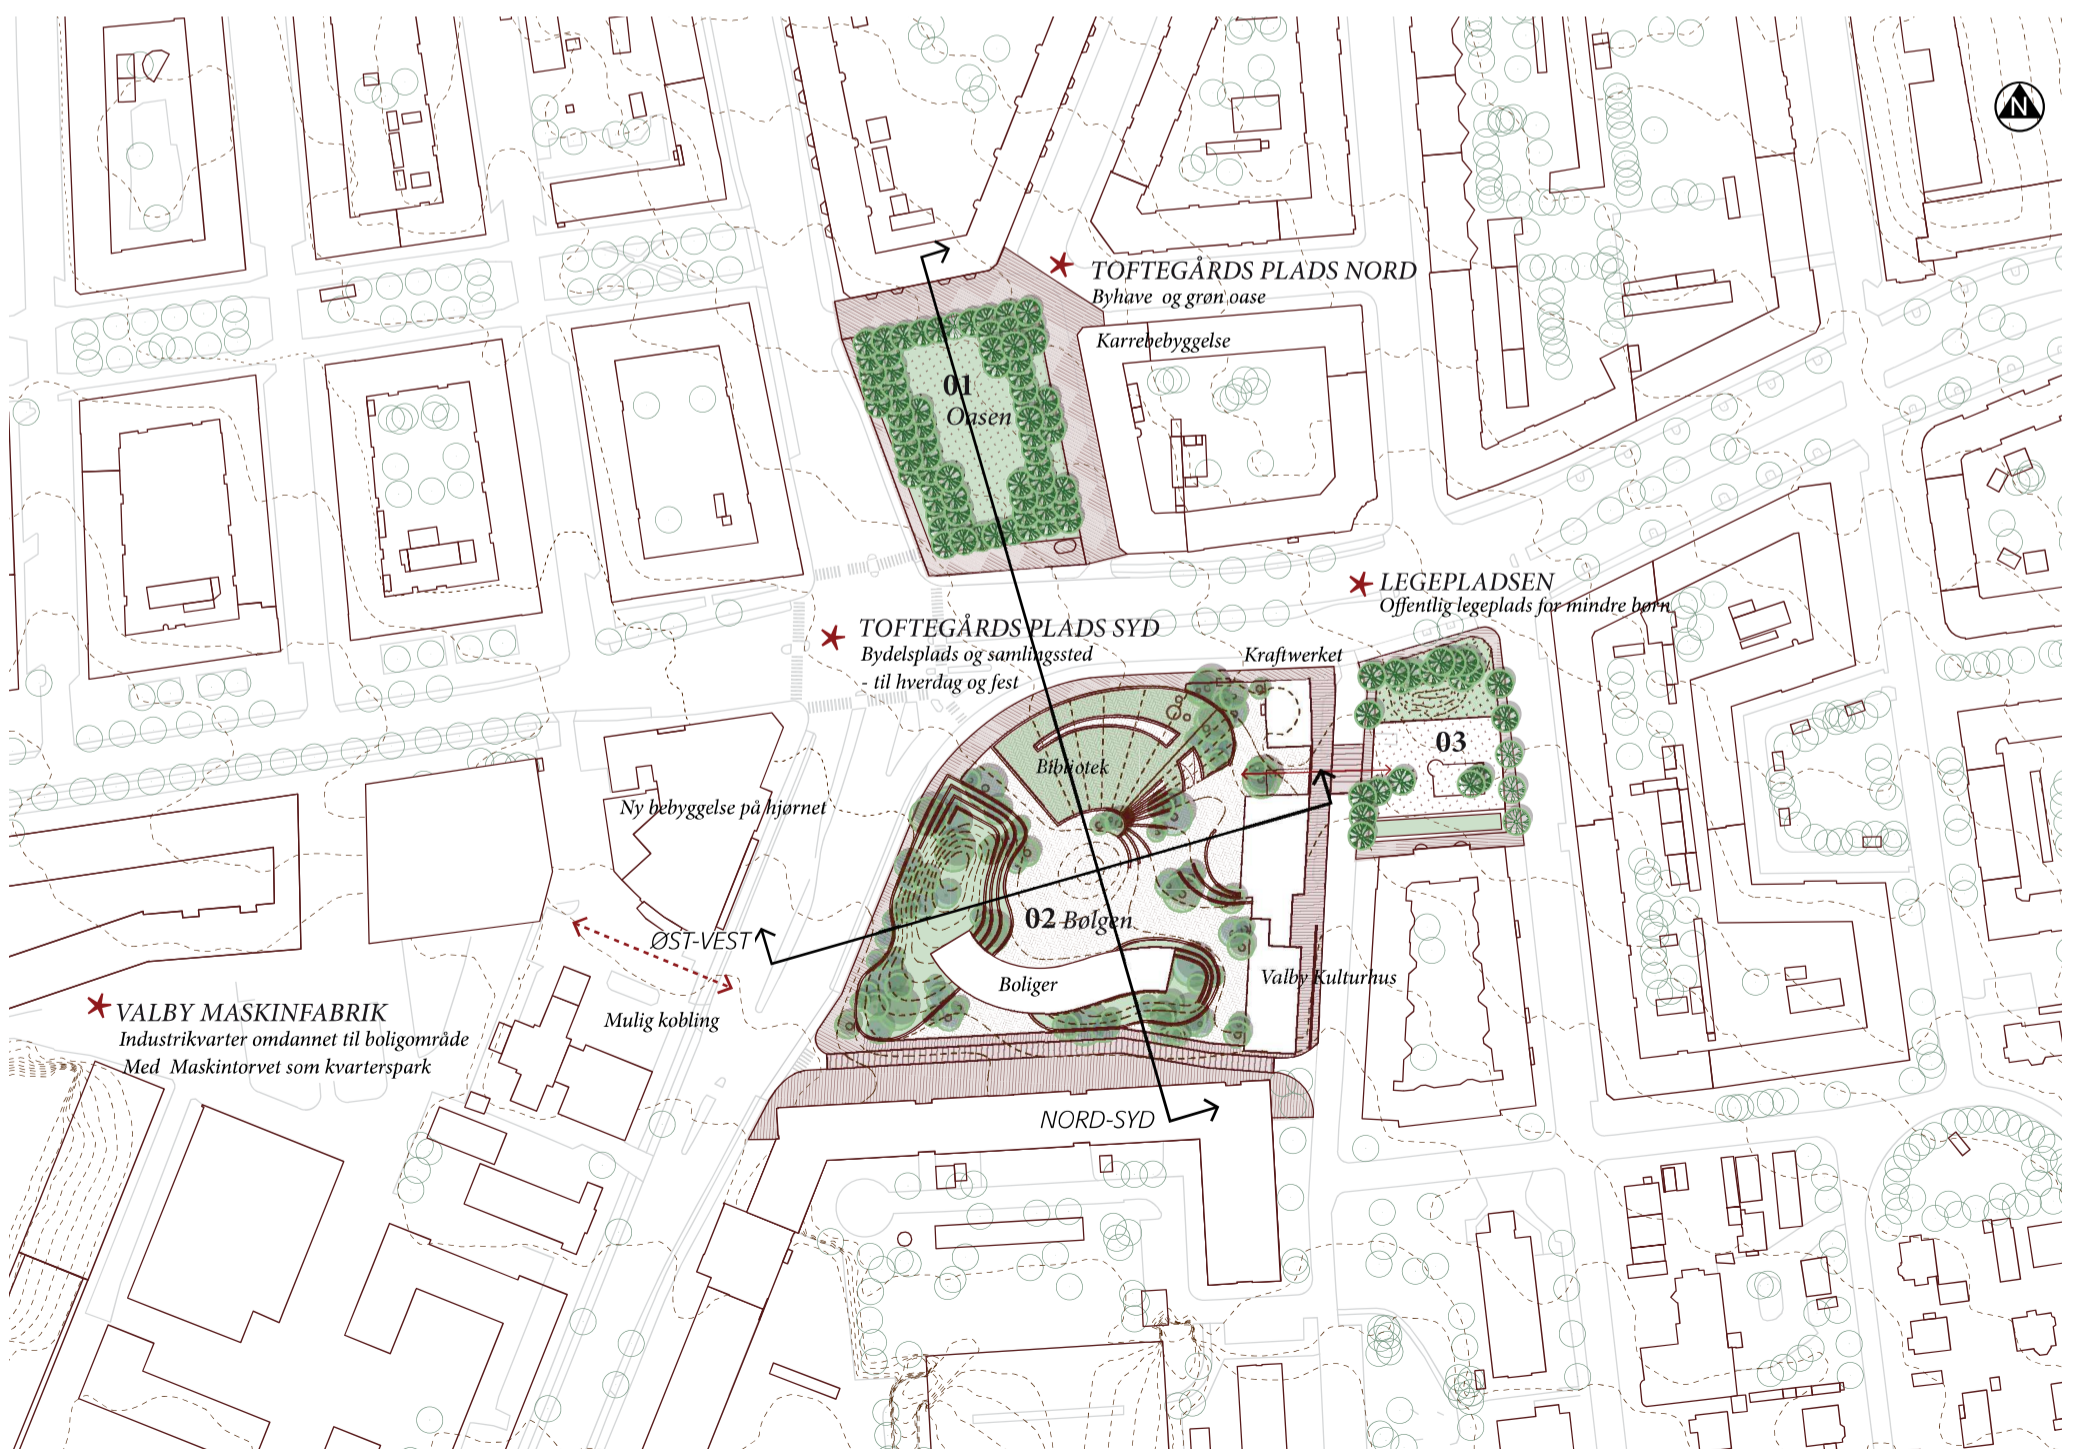 N
TOFTEGÅRDS PLADS NORD
Byhave og grøn oase
Karrebebyggelse
01
Oasen
LEGEPLADSEN
Offentlig legeplads for mindre børn
TOFTEGÅRDS PLADS SYD
Bydelsplads og samlingssted
- til hverdag og fest
Kraftwerket
03
Bibliotek
Ny bebyggelse på hjørnet
02 Bølgen
ØST-VEST
Boliger
Valby Kulturhus
VALBY MASKINFABRIK
Industrikvarter omdannet til boligområde
Med Maskintorvet som kvarterspark
Mulig kobling
NORD-SYD